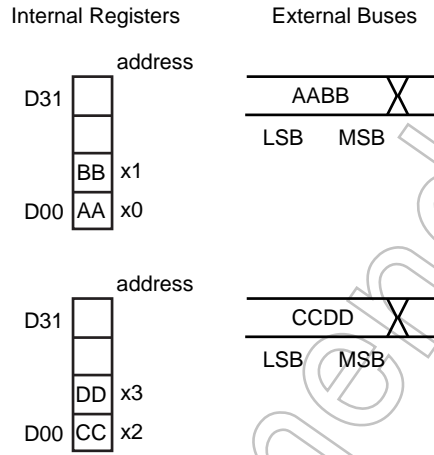 Internal Registers External Buses
address
D31 AABB
LSB MSB
BB x1
D00 AA x0
address
D31 CCDD
LSB MSB
DD x3
D00 CC x2